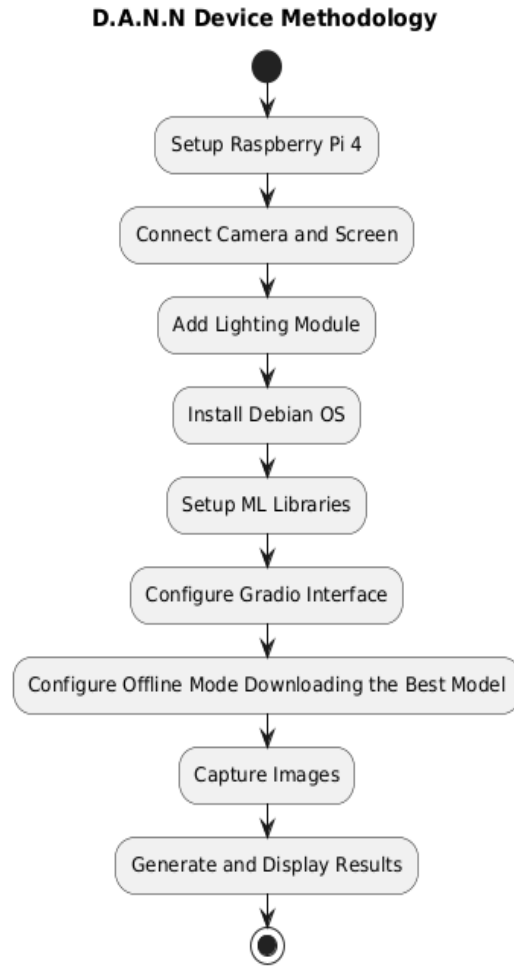 D.A.N.N Device Methodology
Setup Raspberry Pi 4
Connect Camera and Screen
Add Lighting Module
Install Debian OS
Setup ML Libraries
Configure Gradio Interface
Configure Offline Mode Downloading the Best Model
Capture Images
Generate and Display Results